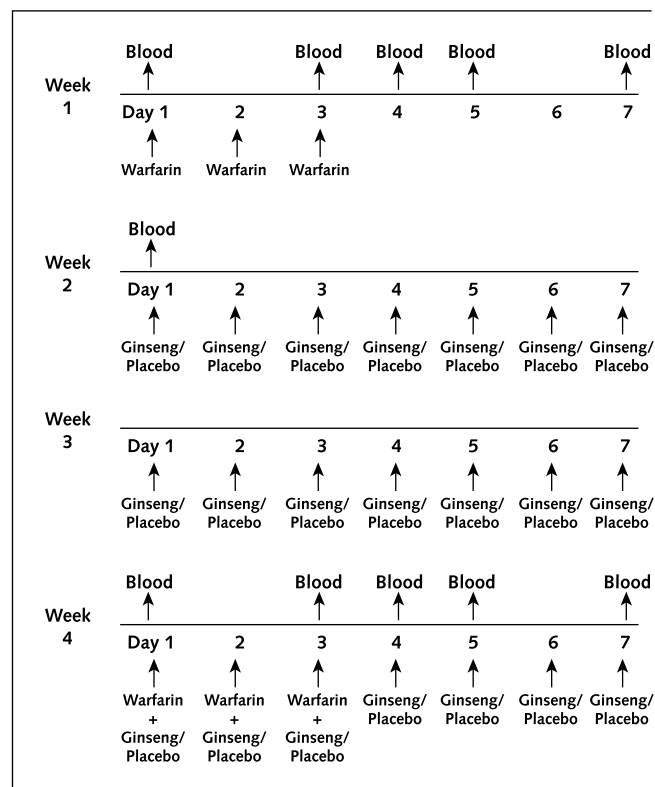 Blood Blood Blood Blood Blood
Week
1
Day 1 2 3 4 5 6 7
Warfarin Warfarin Warfarin
Blood
Week
2
Day 1 2 3 4 5 6 7
Ginseng/ Ginseng/ Ginseng/ Ginseng/ Ginseng/ Ginseng/ Ginseng/
Placebo Placebo Placebo Placebo Placebo Placebo Placebo
Week
3
Day 1 2 3 4 5 6 7
Ginseng/ Ginseng/ Ginseng/ Ginseng/ Ginseng/ Ginseng/ Ginseng/
Placebo Placebo Placebo Placebo Placebo Placebo Placebo
Blood Blood Blood Blood Blood
Week
4
Day 1 2 3 4 5 6 7
Warfarin Warfarin Warfarin Ginseng/ Ginseng/ Ginseng/ Ginseng/
+ + + Placebo Placebo Placebo Placebo
Ginseng/ Ginseng/ Ginseng/
Placebo Placebo Placebo